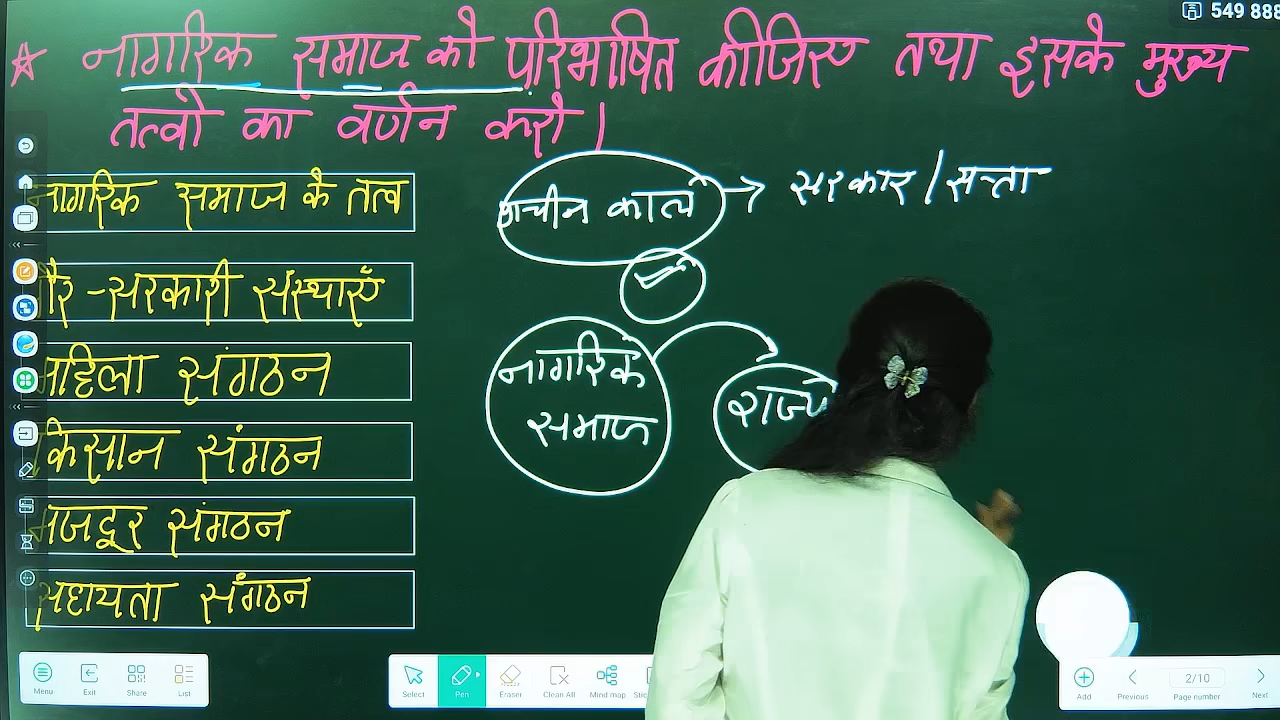 549 888
☆ नागरिक समाज को परिभाषित कीजिए तथा इसके मुख्य
तत्वों का वर्णन करो।
नागरिक समाज के तत्व
गैर-सरकारी संस्थाएँ
महिला संगठन
किसान संगठन
मजदूर संगठन
सहायता संगठन
प्राचीन काल → सरकार/सत्ता
नागरिक
समाज
राज्य
Menu Exit Share List
Select Pen Eraser Clean All Mind map
Add Previous 2/10 Page number Next